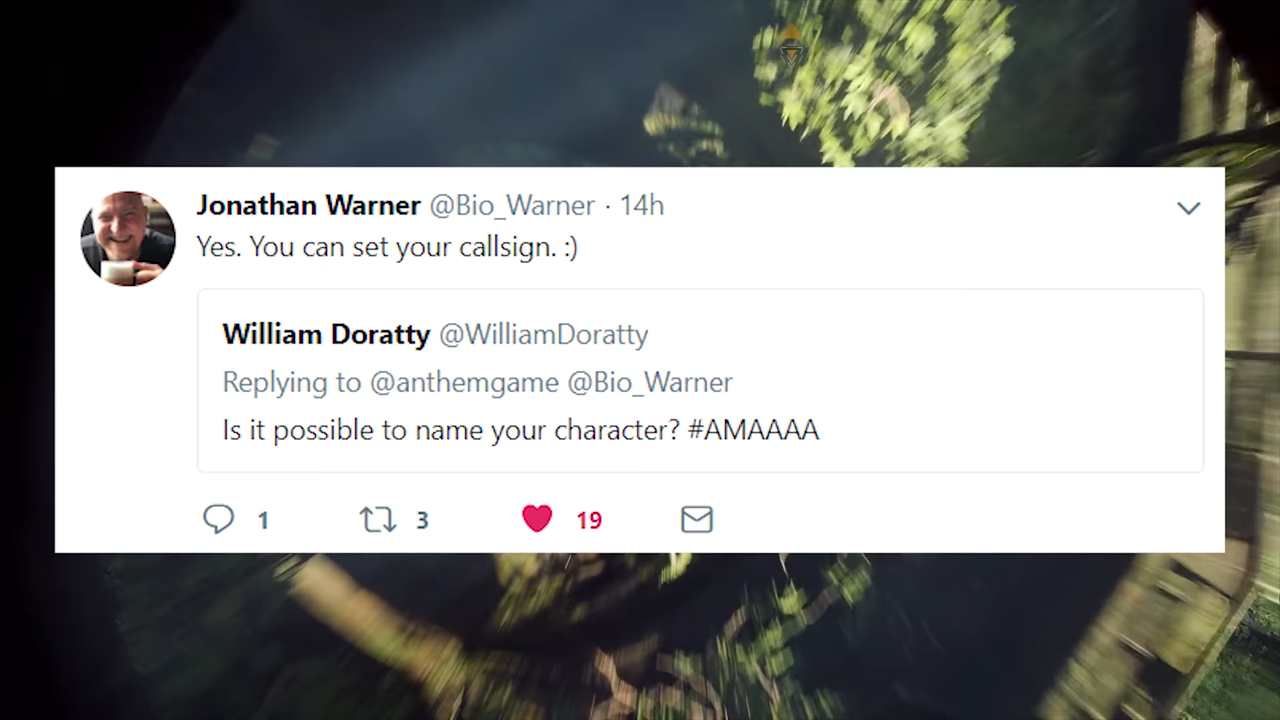 Jonathan Warner @Bio_Warner · 14h
Yes. You can set your callsign. :)
William Doratty @WilliamDoratty
Replying to @anthemgame @Bio_Warner
Is it possible to name your character? #AMAAAA
1 3 19